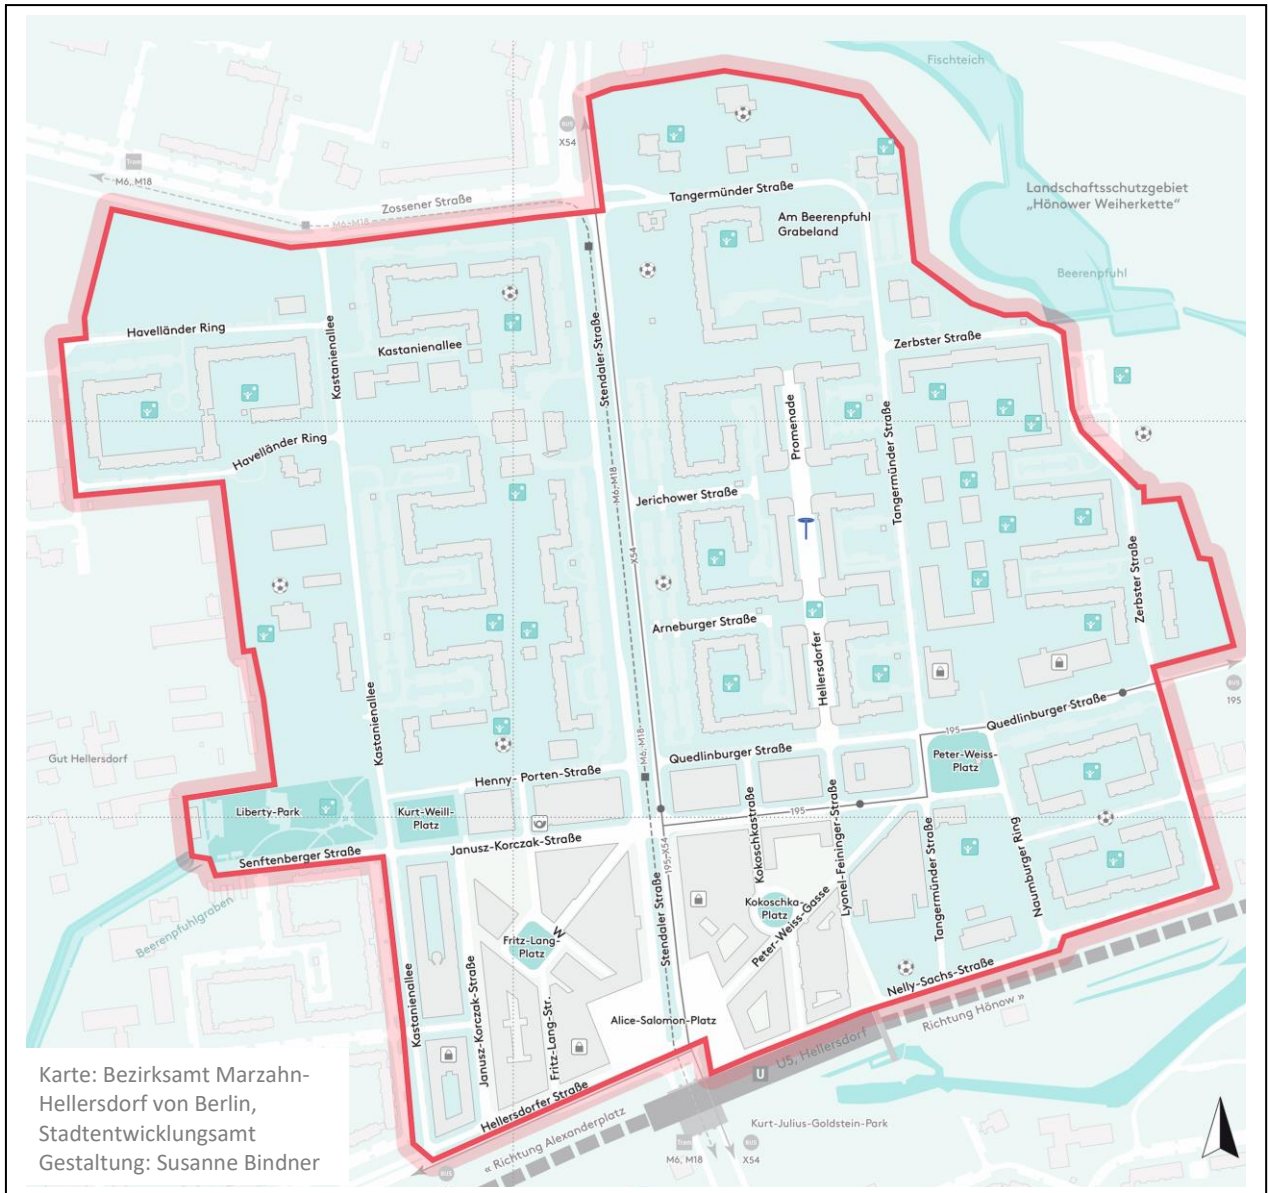 Fischteich
BUS
X54
Tram
M6, M18
Landschaftsschutzgebiet
„Hönower Weiherkette“
Zossener Straße
M6, M18
Tangermünder Straße
Am Beerenpfuhl
Grabeland
Beerenpfuhl
Havelländer Ring
Kastanienallee
Kastanienallee
Stendaler Straße
Zerbster Straße
Promenade
Tangermünder Straße
Havelländer Ring
M6, M18
Jerichower Straße
X54
Zerbster Straße
Arneburger Straße
Hellersdorfer
Kastanienallee
BUS
195
Quedlinburger Straße
195
M6, M18
Quedlinburger Straße
Peter-Weiss-
Platz
Gut Hellersdorf
Henny- Porten-Straße
Liberty-Park
Kurt-Weill-
Platz
195
Kokoschkastraße
Lyonel-Feininger-Straße
Janusz-Korczak-Straße
Senftenberger Straße
Tangermünder Straße
Naumburger Ring
195, X54
Stendaler Straße
Kokoschka-
Platz
Peter-Weiss-Gasse
Beerenpfuhlgraben
Fritz-Lang-
Platz
W
Kastanienallee
Janusz-Korczak-Straße
Fritz-Lang-Str.
Nelly-Sachs-Straße
Richtung Hönow »
Alice-Salomon-Platz
U5, Hellersdorf
U
Hellersdorfer Straße
Kurt-Julius-Goldstein-Park
« Richtung Alexanderplatz
BUS
Tram
M6, M18
BUS
X54
Karte: Bezirksamt Marzahn-
Hellersdorf von Berlin,
Stadtentwicklungsamt
Gestaltung: Susanne Bindner